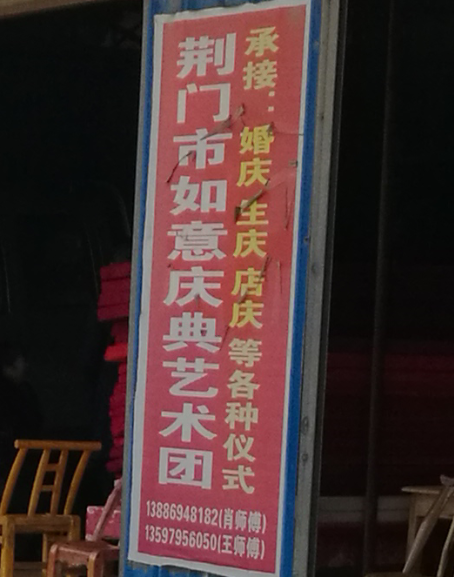 承接：婚庆 生庆 店庆 等各种仪式
荆门市如意庆典艺术团
13886948182(肖师傅)
13597956050(王师傅)